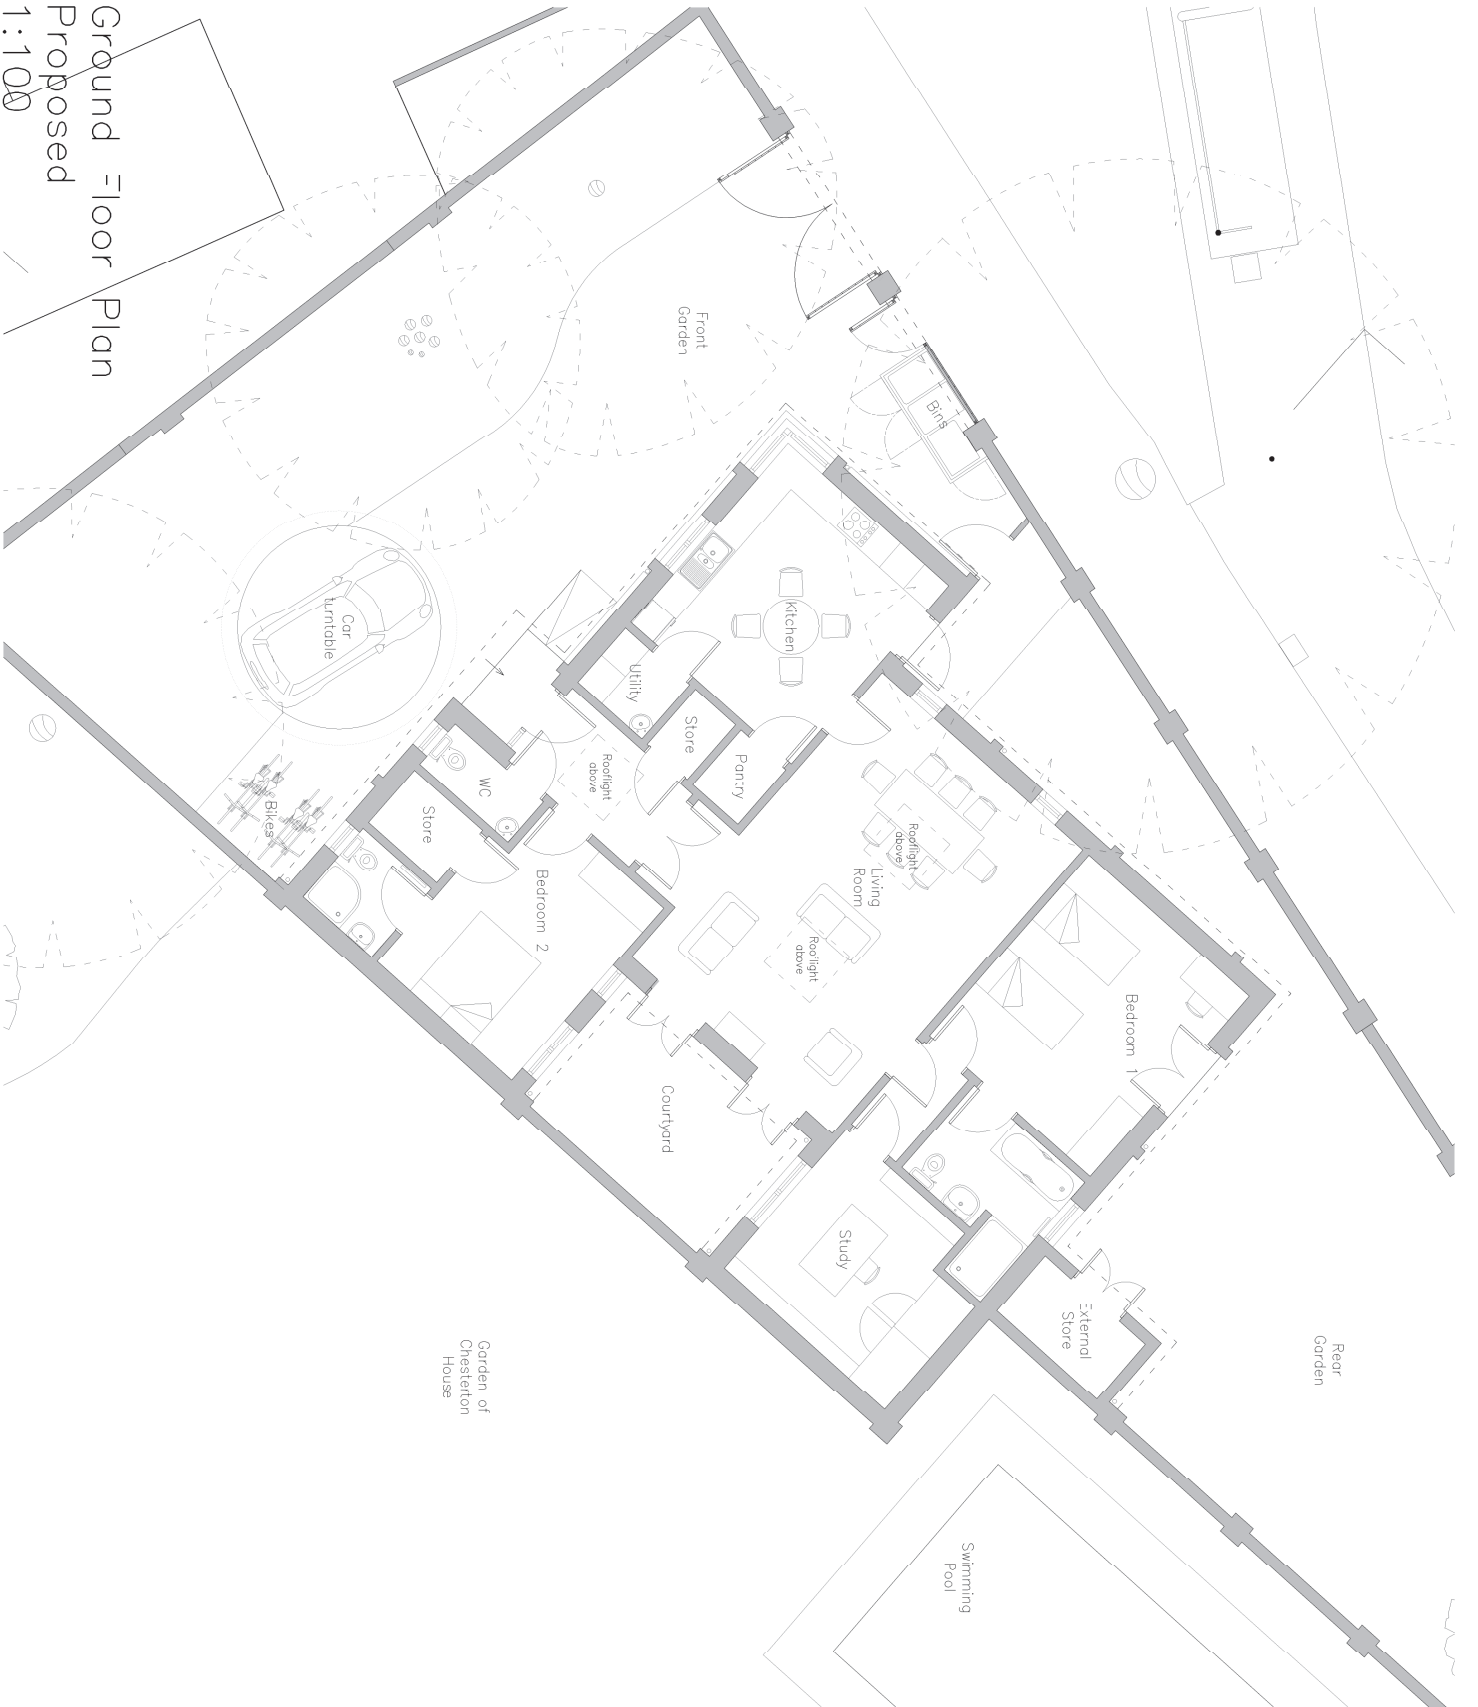 Ground Floor Plan
Proposed
1:100
Front
Garden
Bins
Kitchen
Utility
Store
Pantry
Rooflight
above
WC
Store
Car
turntable
Bikes
Bedroom 2
Living
Room
Rooflight
above
Rooflight
above
Bedroom 1
Courtyard
Study
External
Store
Rear
Garden
Garden of
Chesterton
House
Swimming
Pool